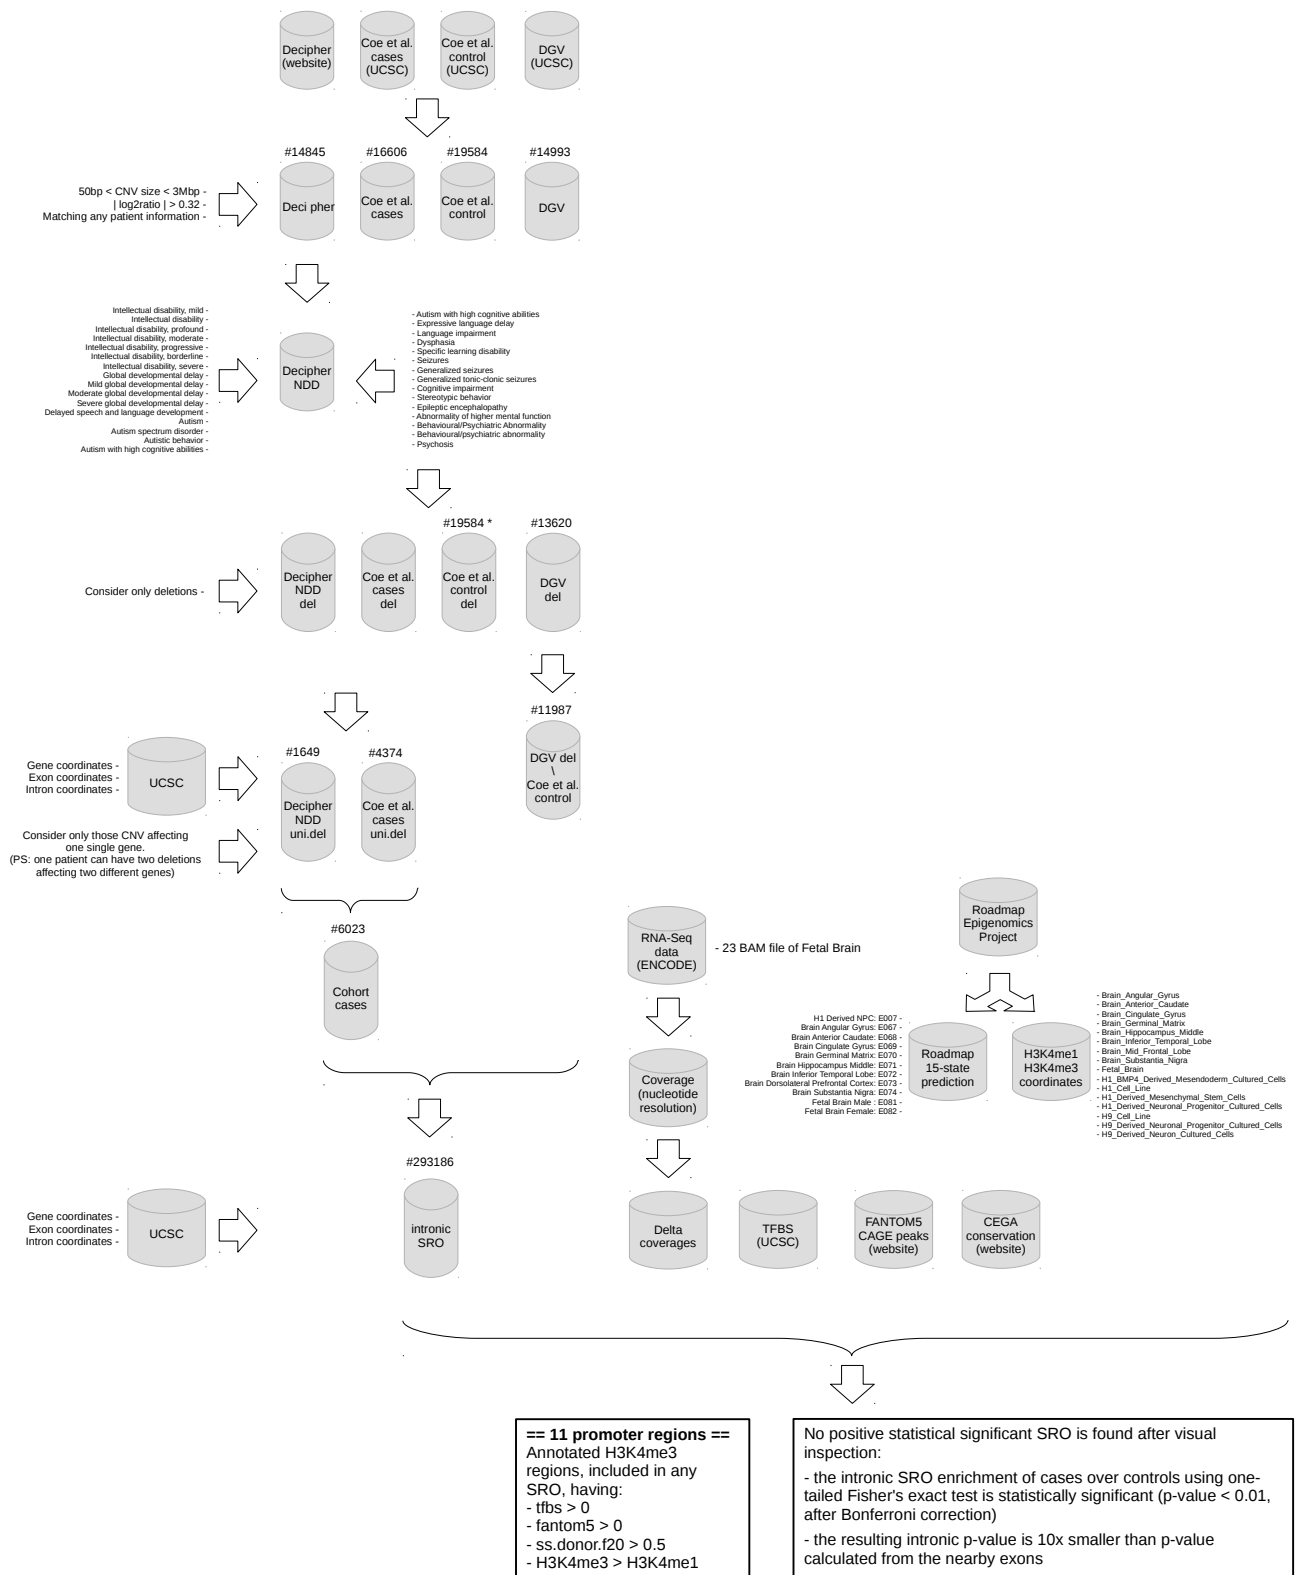 Decipher
(website)
Coe et al.
cases
(UCSC)
Coe et al.
control
(UCSC)
DGV
(UCSC)
#14845
#16606
#19584
#14993
50bp < CNV size < 3Mbp -
| log2ratio | > 0.32 -
Matching any patient information -
Deci pher
Coe et al.
cases
Coe et al.
control
DGV
Intellectual disability, mild -
Intellectual disability -
Intellectual disability, profound -
Intellectual disability, moderate -
Intellectual disability, progressive -
Intellectual disability, borderline -
Intellectual disability, severe -
Global developmental delay -
Mild global developmental delay -
Moderate global developmental delay -
Severe global developmental delay -
Delayed speech and language development -
Autism -
Autism spectrum disorder -
Autistic behavior -
Autism with high cognitive abilities -
Decipher
NDD
- Autism with high cognitive abilities
- Expressive language delay
- Language impairment
- Dysphasia
- Specific learning disability
- Seizures
- Generalized seizures
- Generalized tonic-clonic seizures
- Cognitive impairment
- Stereotypic behavior
- Epileptic encephalopathy
- Abnormality of higher mental function
- Behavioural/Psychiatric Abnormality
- Behavioural/psychiatric abnormality
- Psychosis
#19584 *
#13620
Consider only deletions -
Decipher
NDD
del
Coe et al.
cases
del
Coe et al.
control
del
DGV
del
#11987
DGV del
\
Coe et al.
control
Gene coordinates -
Exon coordinates -
Intron coordinates -
UCSC
#1649
#4374
Decipher
NDD
uni.del
Coe et al.
cases
uni.del
Consider only those CNV affecting
one single gene.
(PS: one patient can have two deletions
affecting two different genes)
#6023
Cohort
cases
RNA-Seq
data
(ENCODE)
- 23 BAM file of Fetal Brain
Roadmap
Epigenomics
Project
Coverage
(nucleotide
resolution)
H1 Derived NPC: E007 -
Brain Angular Gyrus: E067 -
Brain Anterior Caudate: E068 -
Brain Cingulate Gyrus: E069 -
Brain Germinal Matrix: E070 -
Brain Hippocampus Middle: E071 -
Brain Inferior Temporal Lobe: E072 -
Brain Dorsolateral Prefrontal Cortex: E073 -
Brain Substantia Nigra: E074 -
Fetal Brain Male : E081 -
Fetal Brain Female: E082 -
Roadmap
15-state
prediction
H3K4me1
H3K4me3
coordinates
- Brain_Angular_Gyrus
- Brain_Anterior_Caudate
- Brain_Cingulate_Gyrus
- Brain_Germinal_Matrix
- Brain_Hippocampus_Middle
- Brain_Inferior_Temporal_Lobe
- Brain_Mid_Frontal_Lobe
- Brain_Substantia_Nigra
- Fetal_Brain
- H1_BMP4_Derived_Mesendoderm_Cultured_Cells
- H1_Cell_Line
- H1_Derived_Mesenchymal_Stem_Cells
- H1_Derived_Neuronal_Progenitor_Cultured_Cells
- H9_Cell_Line
- H9_Derived_Neuronal_Progenitor_Cultured_Cells
- H9_Derived_Neuron_Cultured_Cells
#293186
Gene coordinates -
Exon coordinates -
Intron coordinates -
UCSC
intronic
SRO
Delta
coverages
TFBS
(UCSC)
FANTOM5
CAGE peaks
(website)
CEGA
conservation
(website)
== 11 promoter regions ==
Annotated H3K4me3
regions, included in any
SRO, having:
- tfbs > 0
- fantom5 > 0
- ss.donor.f20 > 0.5
- H3K4me3 > H3K4me1
No positive statistical significant SRO is found after visual
inspection:
- the intronic SRO enrichment of cases over controls using one-
tailed Fisher's exact test is statistically significant (p-value < 0.01,
after Bonferroni correction)
- the resulting intronic p-value is 10x smaller than p-value
calculated from the nearby exons